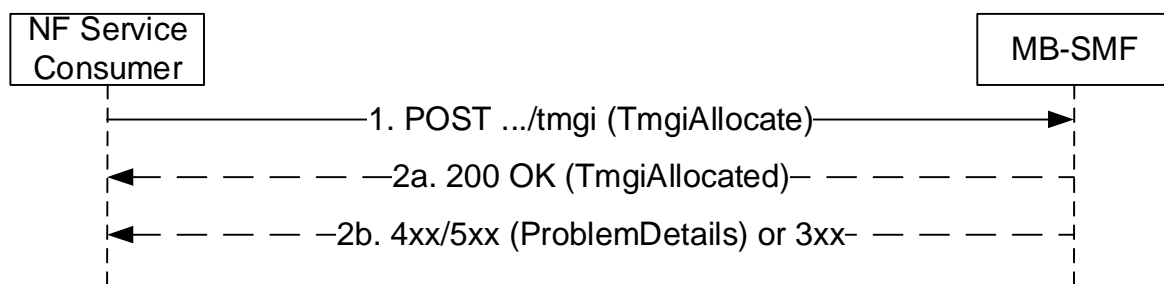 NF Service
Consumer
MB-SMF
1. POST .../tmgi (TmgiAllocate)
2a. 200 OK (TmgiAllocated)
2b. 4xx/5xx (ProblemDetails) or 3xx